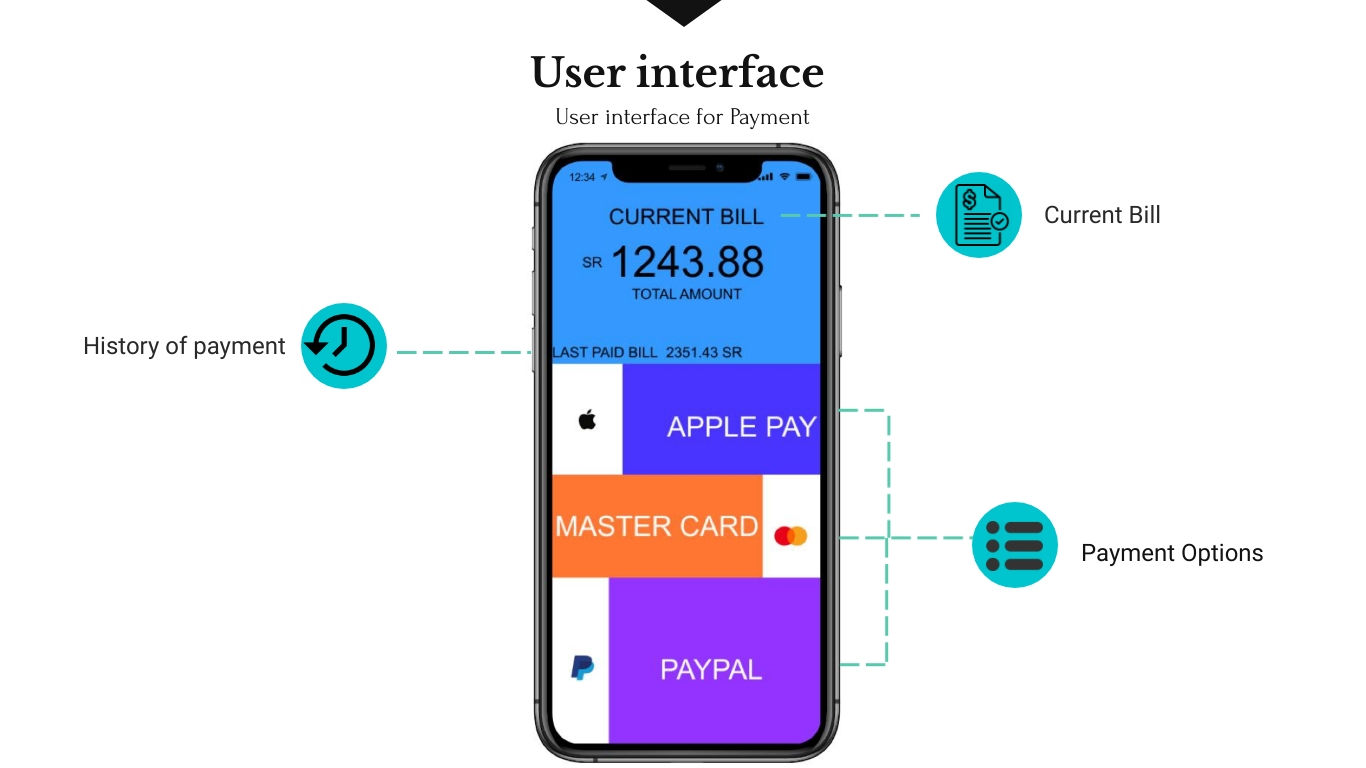 User interface
User interface for Payment
12:34
CURRENT BILL
SR 1243.88
TOTAL AMOUNT
LAST PAID BILL 2351.43 SR
APPLE PAY
MASTER CARD
PAYPAL
Current Bill
History of payment
Payment Options